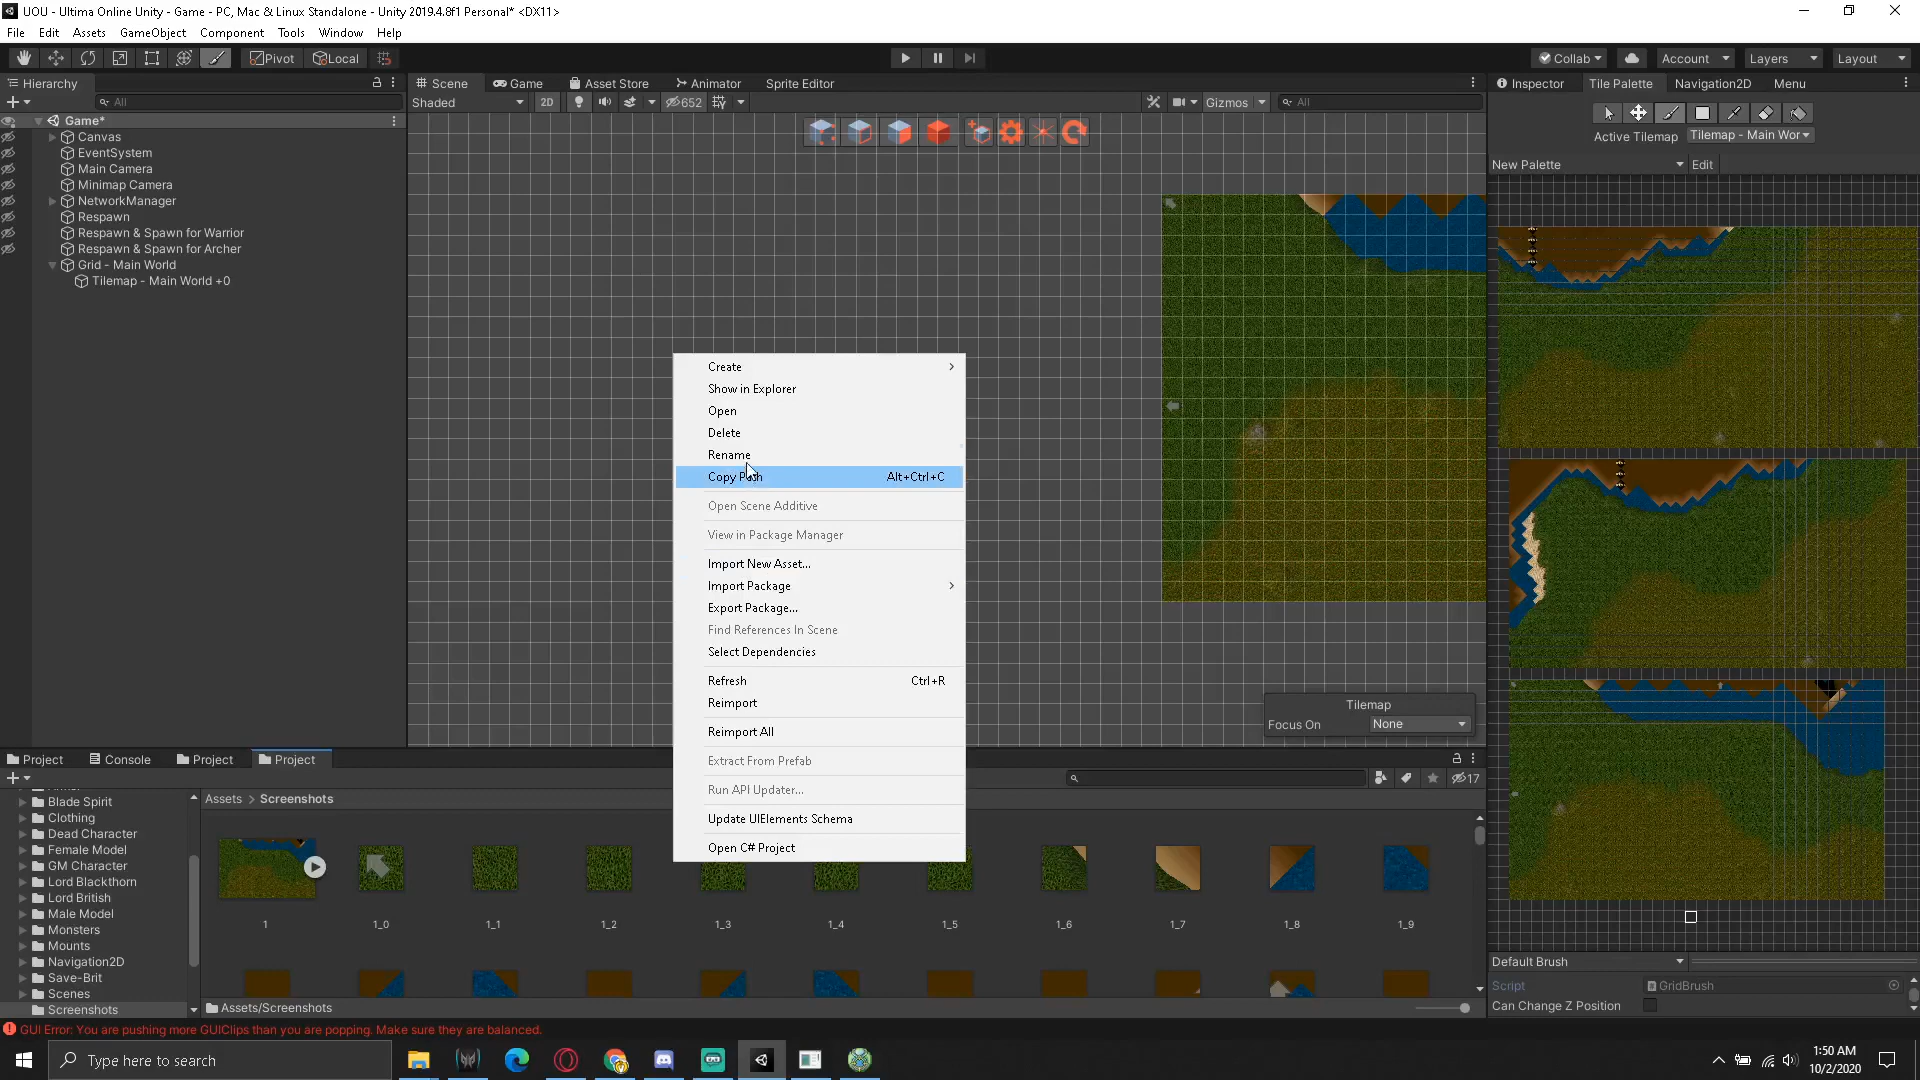 UOU - Ultima Online Unity - Game - PC, Mac & Linux Standalone - Unity 2019.4.8f1 Personal* <DX11>
File Edit Assets GameObject Component Tools Window Help
Pivot Local Collab Account Layers Layout
Hierarchy Scene Game Asset Store Animator Sprite Editor Inspector Tile Palette Navigation2D Menu
All Shaded 2D 652 Gizmos All
Game*
Canvas
EventSystem
Main Camera
Minimap Camera
NetworkManager
Respawn
Respawn & Spawn for Warrior
Respawn & Spawn for Archer
Grid - Main World
Tilemap - Main World +0
Active Tilemap Tilemap - Main Wor
New Palette Edit
Create
Show in Explorer
Open
Delete
Rename
Copy Path Alt+Ctrl+C
Open Scene Additive
View in Package Manager
Import New Asset...
Import Package
Export Package...
Find References In Scene
Select Dependencies
Refresh Ctrl+R
Reimport
Reimport All
Extract From Prefab
Run API Updater...
Update UIElements Schema
Open C# Project
Tilemap
Focus On None
Project Console Project Project
17
Blade Spirit
Clothing
Dead Character
Female Model
GM Character
Lord Blackthorn
Lord British
Male Model
Monsters
Mounts
Navigation2D
Save-Brit
Scenes
Screenshots
Assets > Screenshots
1 1_0 1_1 1_2 1_3 1_4 1_5 1_6 1_7 1_8 1_9
Assets/Screenshots
Default Brush
Script GridBrush
Can Change Z Position
GUI Error: You are pushing more GUIClips than you are popping. Make sure they are balanced.
Type here to search
1:50 AM
10/2/2020